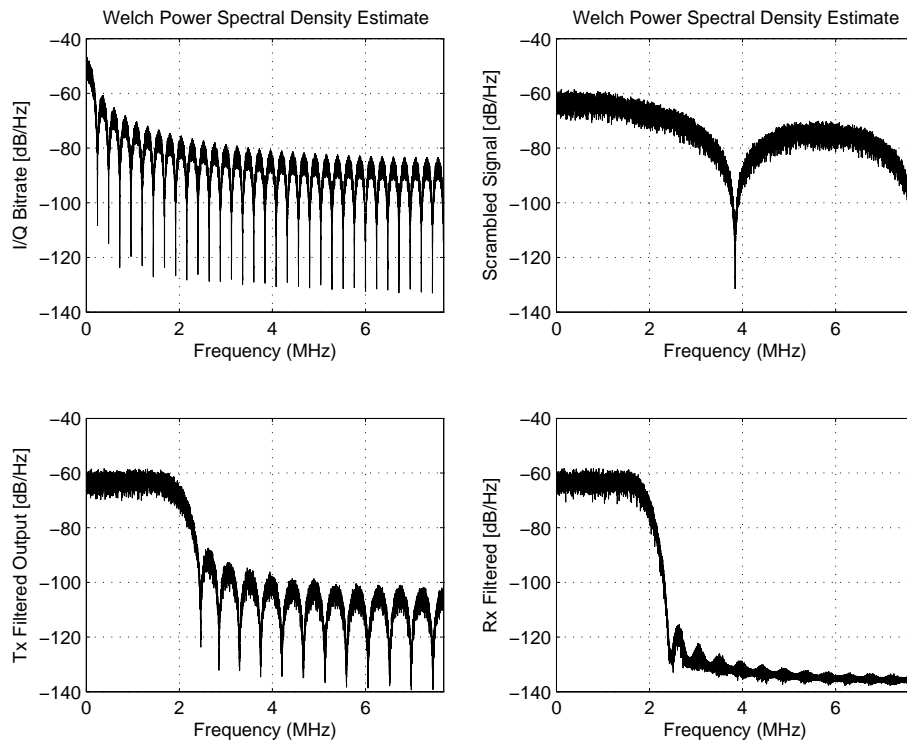 Welch Power Spectral Density Estimate
−40
−60
−80
−100
−120
−140
I/Q Bitrate [dB/Hz]
0 2 4 6
Frequency (MHz)
Welch Power Spectral Density Estimate
−40
−60
−80
−100
−120
−140
Scrambled Signal [dB/Hz]
0 2 4 6
Frequency (MHz)
−40
−60
−80
−100
−120
−140
Tx Filtered Output [dB/Hz]
0 2 4 6
Frequency (MHz)
−40
−60
−80
−100
−120
−140
Rx Filtered [dB/Hz]
0 2 4 6
Frequency (MHz)